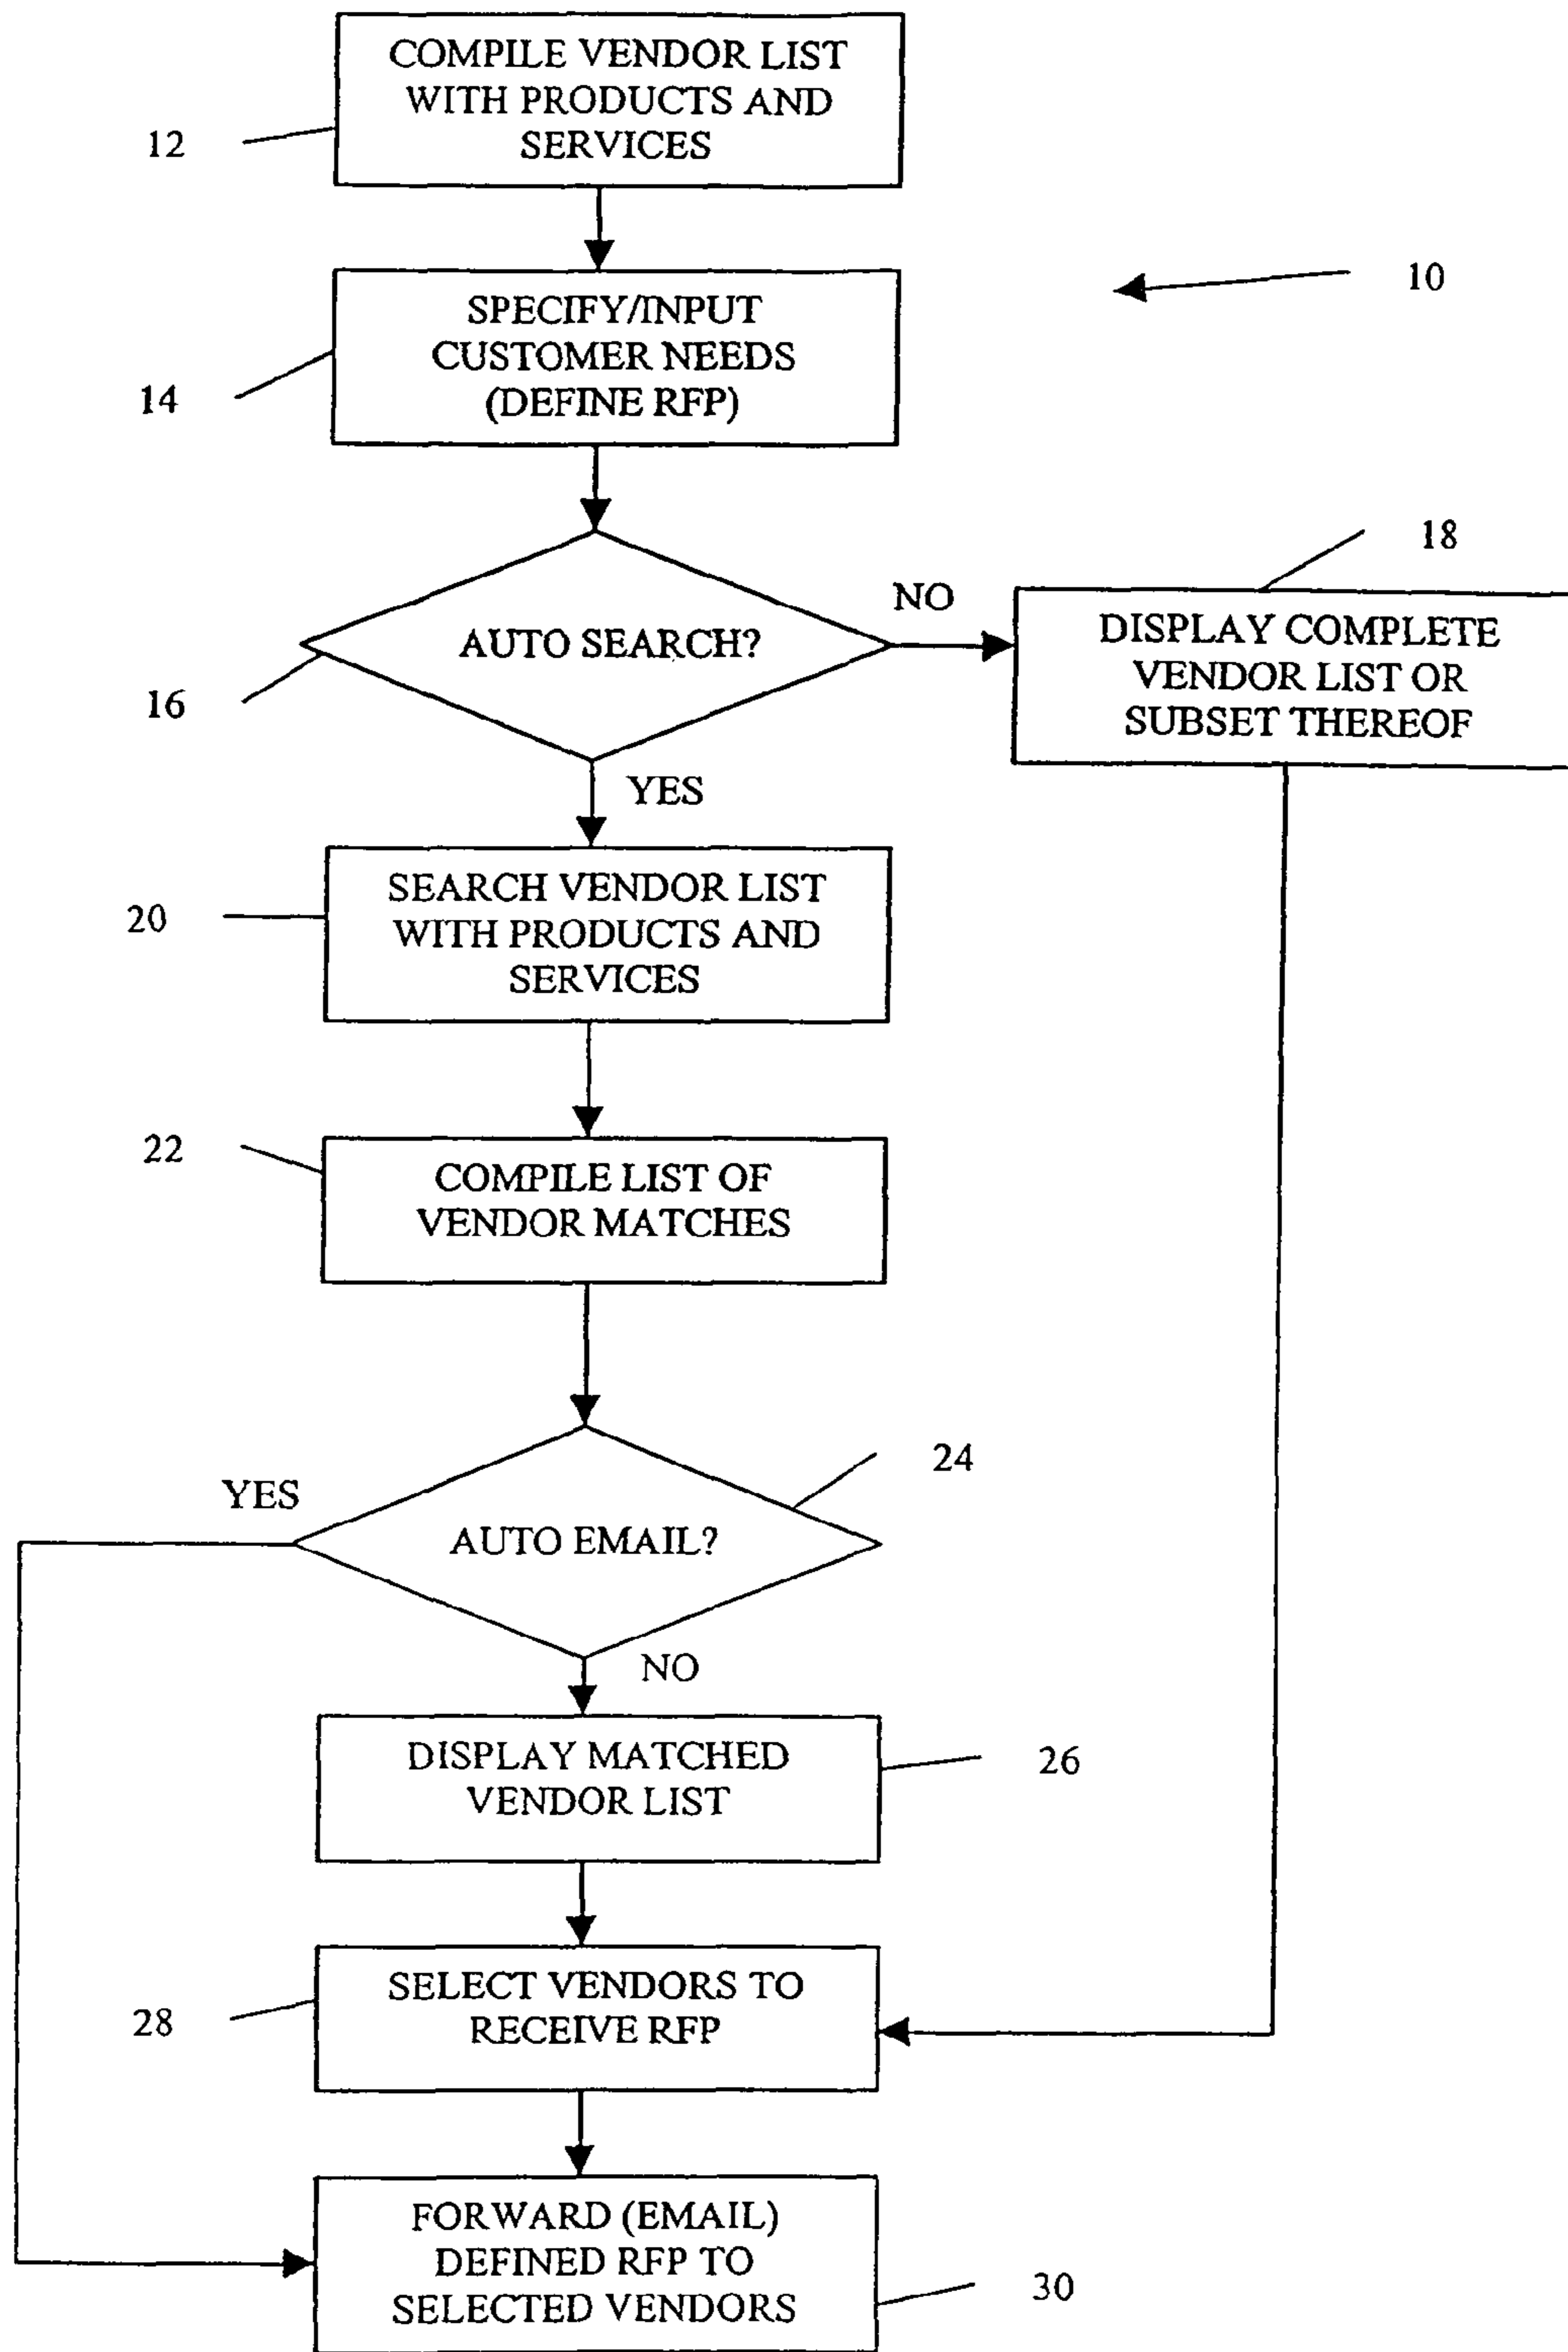 COMPILE VENDOR LIST
WITH PRODUCTS AND
SERVICES
12
10
SPECIFY/INPUT
CUSTOMER NEEDS
(DEFINE RFP)
14
18
NO
AUTO SEARCH?
16
DISPLAY COMPLETE
VENDOR LIST OR
SUBSET THEREOF
YES
20
SEARCH VENDOR LIST
WITH PRODUCTS AND
SERVICES
22
COMPILE LIST OF
VENDOR MATCHES
24
YES
AUTO EMAIL?
NO
DISPLAY MATCHED
VENDOR LIST
26
SELECT VENDORS TO
RECEIVE RFP
28
FORWARD (EMAIL)
DEFINED RFP TO
SELECTED VENDORS
30